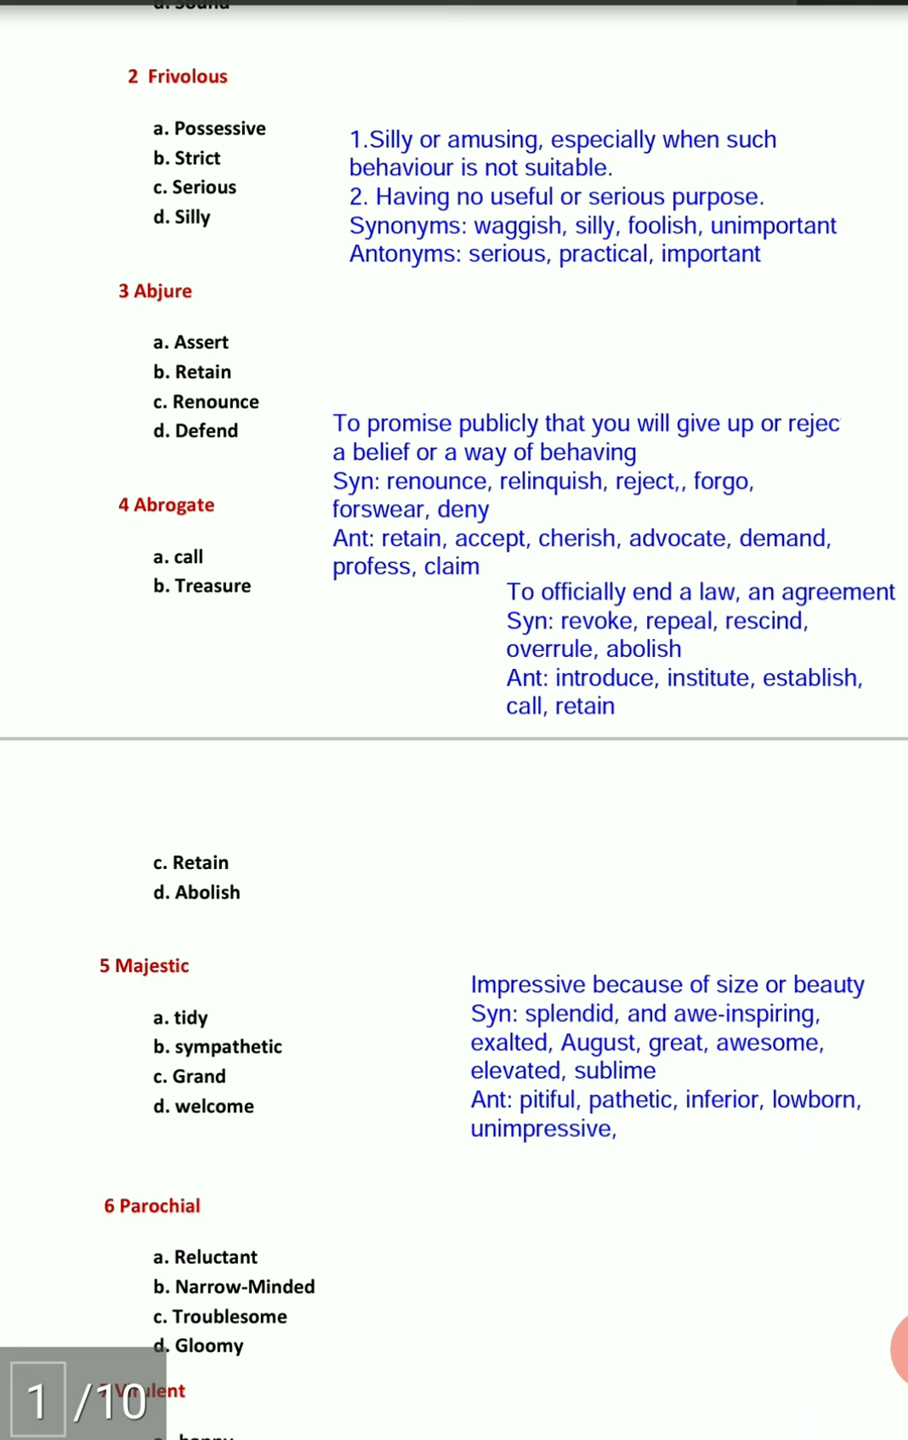 d. Sound
2 Frivolous
a. Possessive
b. Strict
c. Serious
d. Silly
1.Silly or amusing, especially when such
behaviour is not suitable.
2. Having no useful or serious purpose.
Synonyms: waggish, silly, foolish, unimportant
Antonyms: serious, practical, important
3 Abjure
a. Assert
b. Retain
c. Renounce
d. Defend
To promise publicly that you will give up or rejec
a belief or a way of behaving
Syn: renounce, relinquish, reject,, forgo,
forswear, deny
Ant: retain, accept, cherish, advocate, demand,
profess, claim
4 Abrogate
a. call
b. Treasure
To officially end a law, an agreement
Syn: revoke, repeal, rescind,
overrule, abolish
Ant: introduce, institute, establish,
call, retain
c. Retain
d. Abolish
5 Majestic
a. tidy
b. sympathetic
c. Grand
d. welcome
Impressive because of size or beauty
Syn: splendid, and awe-inspiring,
exalted, August, great, awesome,
elevated, sublime
Ant: pitiful, pathetic, inferior, lowborn,
unimpressive,
6 Parochial
a. Reluctant
b. Narrow-Minded
c. Troublesome
d. Gloomy
7 Virulent
1 /10